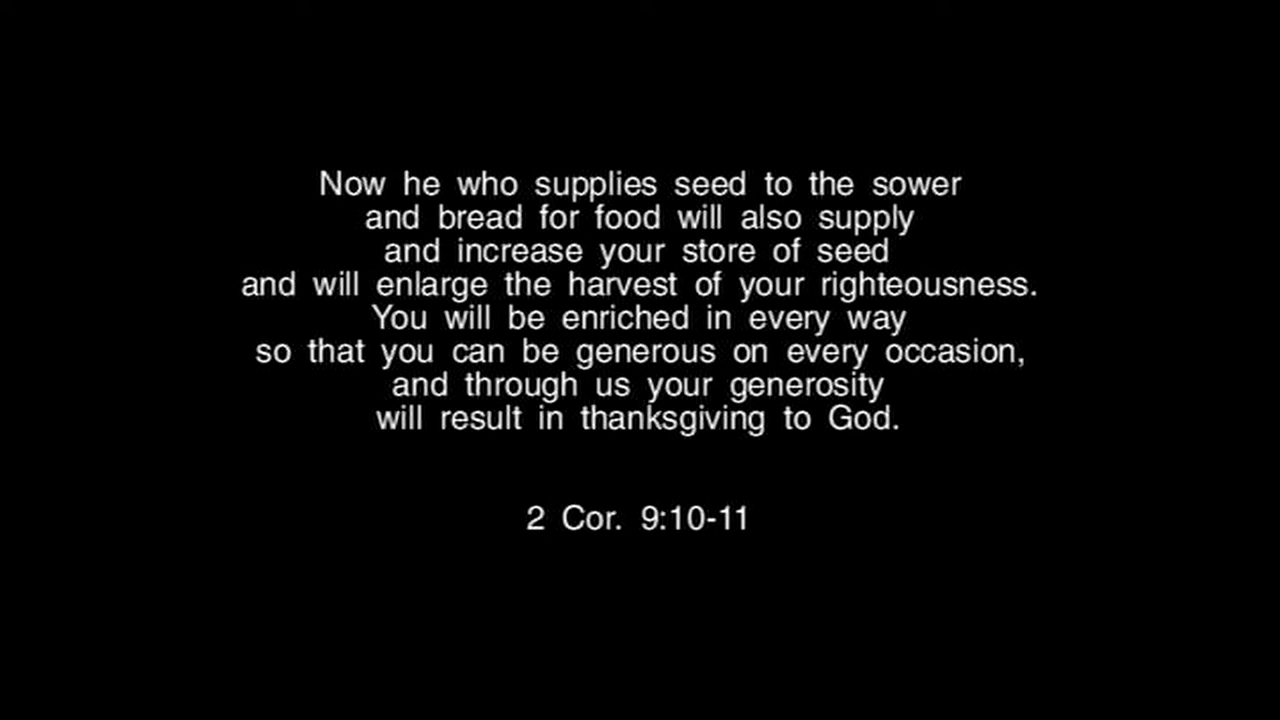 Now he who supplies seed to the sower
and bread for food will also supply
and increase your store of seed
and will enlarge the harvest of your righteousness.
You will be enriched in every way
so that you can be generous on every occasion,
and through us your generosity
will result in thanksgiving to God.
2 Cor. 9:10-11